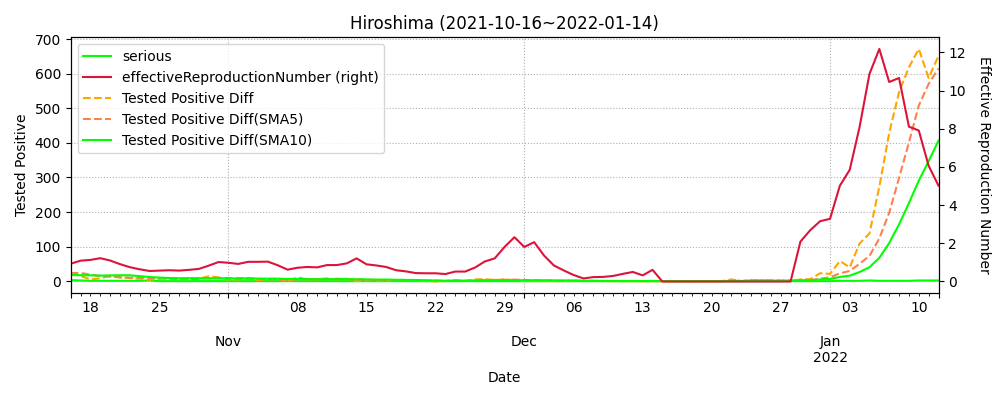 Hiroshima (2021-10-16~2022-01-14)
serious
effectiveReproductionNumber (right)
Tested Positive Diff
Tested Positive Diff(SMA5)
Tested Positive Diff(SMA10)
Tested Positive
700
600
500
400
300
200
100
0
Effective Reproduction Number
12
10
8
6
4
2
0
18 25 08 15 22 29 06 13 20 27 03 10
Nov Dec Jan
2022
Date